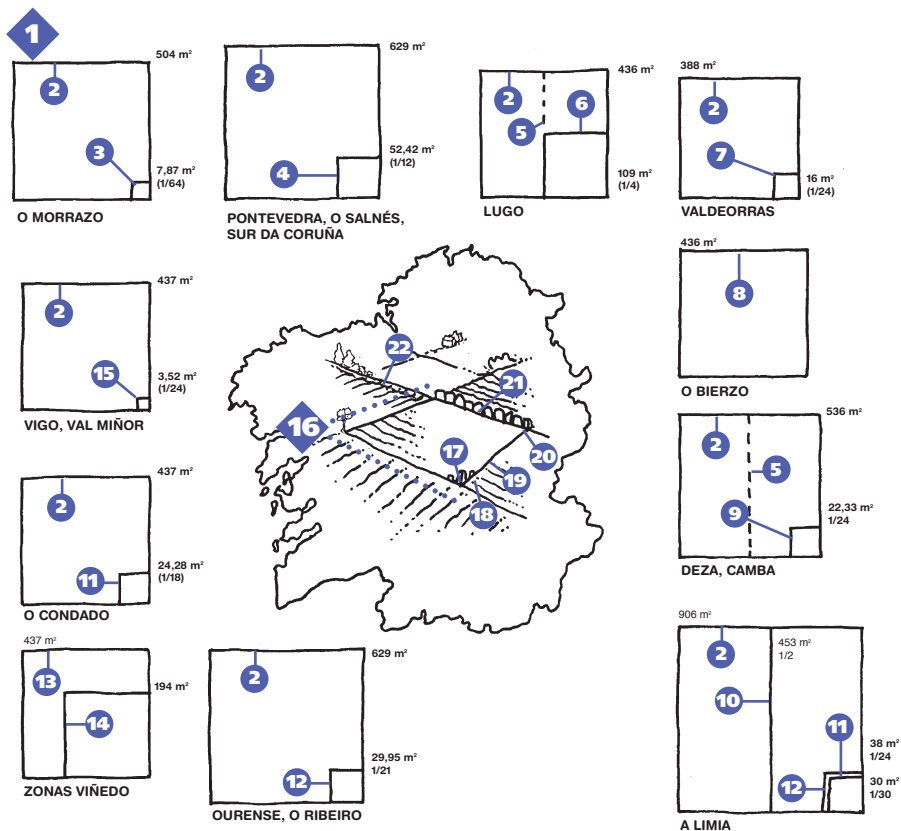 1
504 m²
2
3
7,87 m²
(1/64)
O MORRAZO
629 m²
2
4
52,42 m²
(1/12)
PONTEVEDRA, O SALNÉS,
SUR DA CORUÑA
436 m²
2
5
6
109 m²
(1/4)
LUGO
388 m²
2
7
16 m²
(1/24)
VALDEORRAS
437 m²
2
15
3,52 m²
(1/24)
VIGO, VAL MIÑOR
22
21
16
20
17
19
18
436 m²
8
O BIERZO
536 m²
2
5
9
22,33 m²
1/24
DEZA, CAMBA
437 m²
2
11
24,28 m²
(1/18)
O CONDADO
437 m²
13
194 m²
14
ZONAS VIÑEDO
629 m²
2
12
29,95 m²
1/21
OURENSE, O RIBEIRO
906 m²
2
453 m²
1/2
10
11
12
38 m²
1/24
30 m²
1/30
A LIMIA